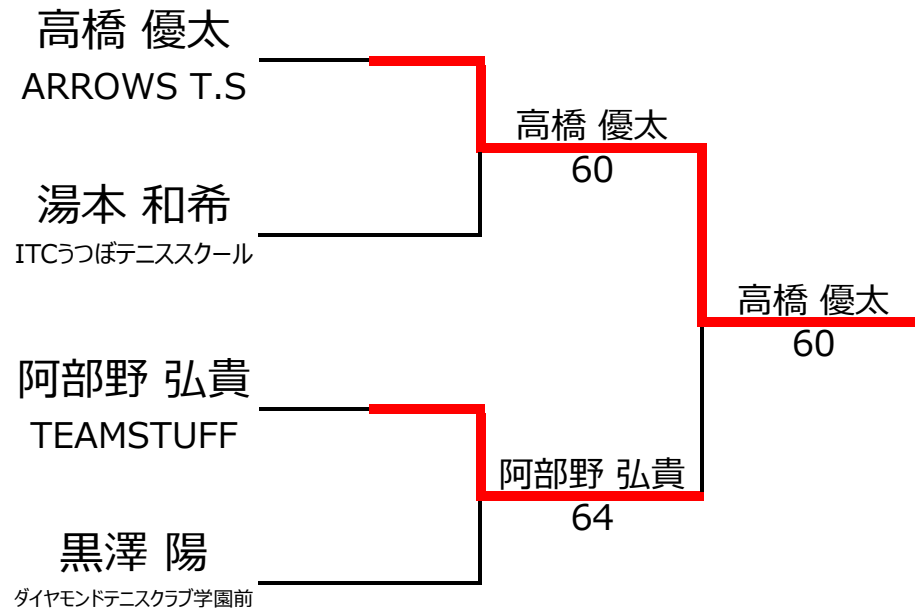 高橋 優太
ARROWS T.S
高橋 優太
60
湯本 和希
ITCうつぼテニススクール
高橋 優太
60
阿部野 弘貴
TEAMSTUFF
阿部野 弘貴
64
黒澤 陽
ダイヤモンドテニスクラブ学園前